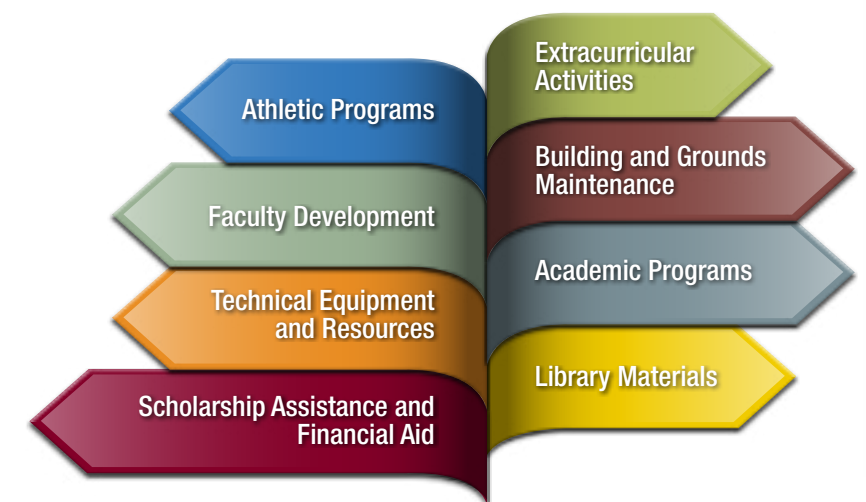 Athletic Programs
Faculty Development
Technical Equipment
and Resources
Scholarship Assistance and
Financial Aid
Extracurricular
Activities
Building and Grounds
Maintenance
Academic Programs
Library Materials